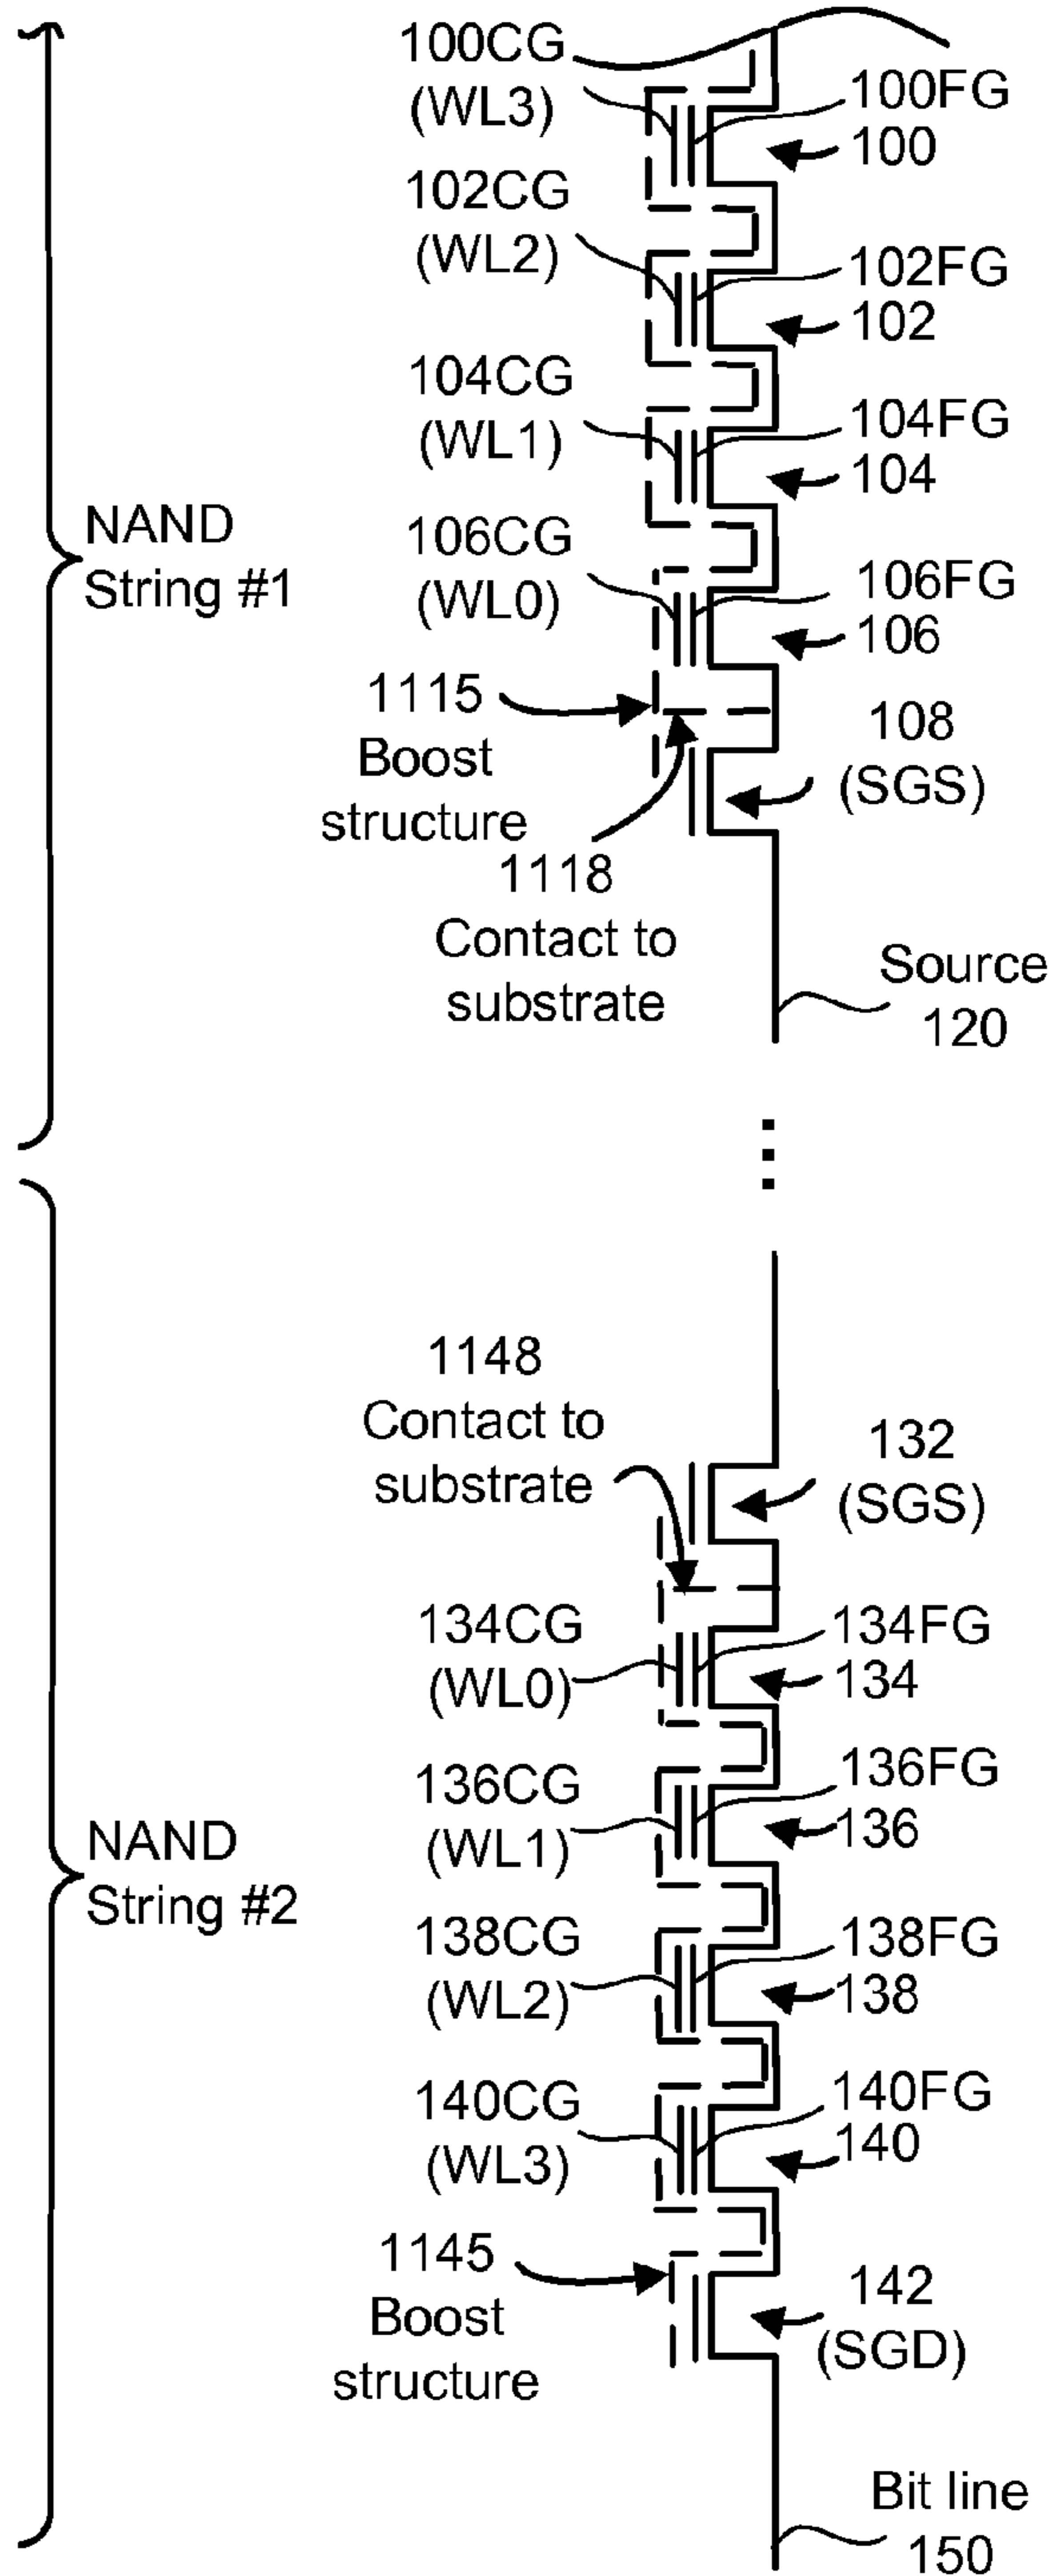 100CG
(WL3)
100FG
100
102CG
(WL2)
102FG
102
104CG
(WL1)
104FG
104
NAND
String #1
106CG
(WL0)
106FG
106
1115
Boost
structure
108
(SGS)
1118
Contact to
substrate
Source
120
1148
Contact to
substrate
132
(SGS)
134CG
(WL0)
134FG
134
136CG
(WL1)
136FG
136
NAND
String #2
138CG
(WL2)
138FG
138
140CG
(WL3)
140FG
140
1145
Boost
structure
142
(SGD)
Bit line
150